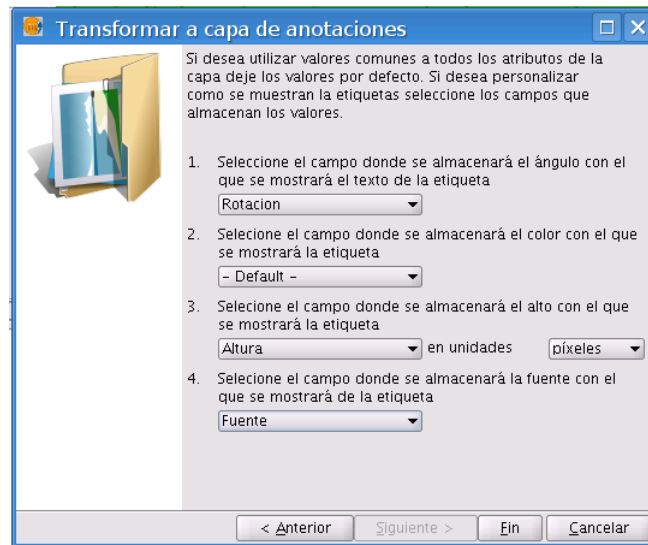 Transformar a capa de anotaciones
Si desea utilizar valores comunes a todos los atributos de la
capa deje los valores por defecto. Si desea personalizar
como se muestran la etiquetas seleccione los campos que
almacenan los valores.
1. Seleccione el campo donde se almacenará el ángulo con el
que se mostrará el texto de la etiqueta
Rotacion
2. Selecione el campo donde se almacenará el color con el que
se mostrará la etiqueta
- Default -
3. Selecione el campo donde se almacenará el alto con el que
se mostrará la etiqueta
Altura en unidades píxeles
4. Selecione el campo donde se almacenará la fuente con el
que se mostrará de la etiqueta
Fuente
< Anterior Siguiente > Fin Cancelar